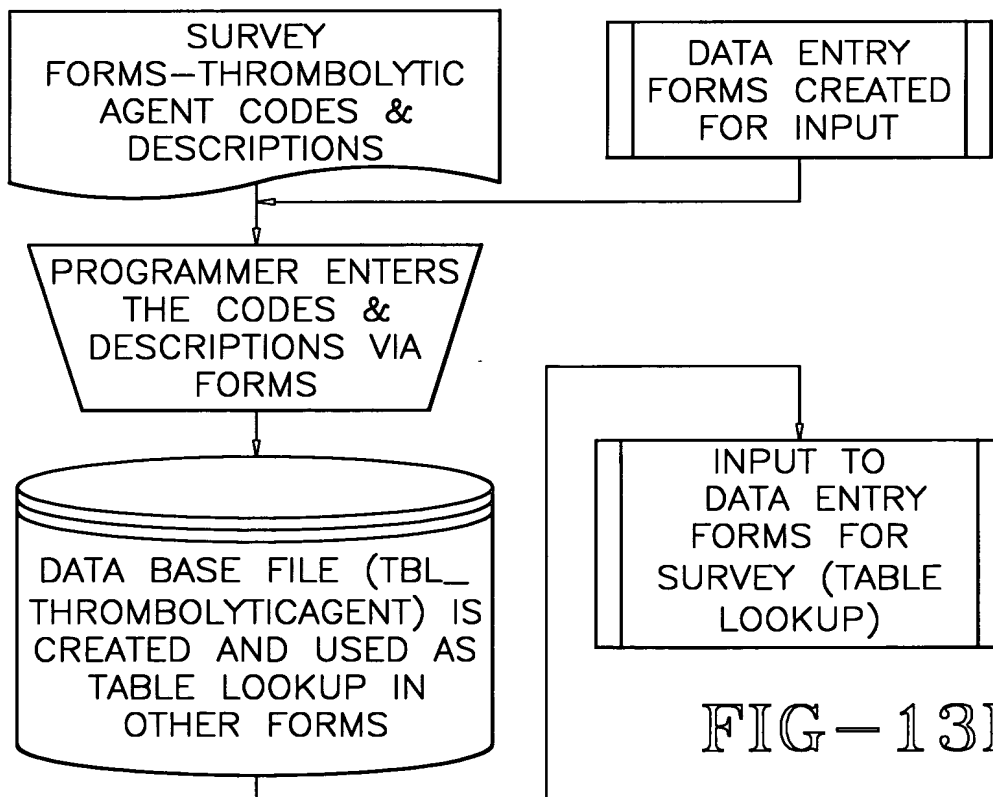 SURVEY
FORMS—THROMBOLYTIC
AGENT CODES &
DESCRIPTIONS
DATA ENTRY
FORMS CREATED
FOR INPUT
PROGRAMMER ENTERS
THE CODES &
DESCRIPTIONS VIA
FORMS
DATA BASE FILE (TBL_
THROMBOLYTICAGENT) IS
CREATED AND USED AS
TABLE LOOKUP IN
OTHER FORMS
INPUT TO
DATA ENTRY
FORMS FOR
SURVEY (TABLE
LOOKUP)
FIG—13